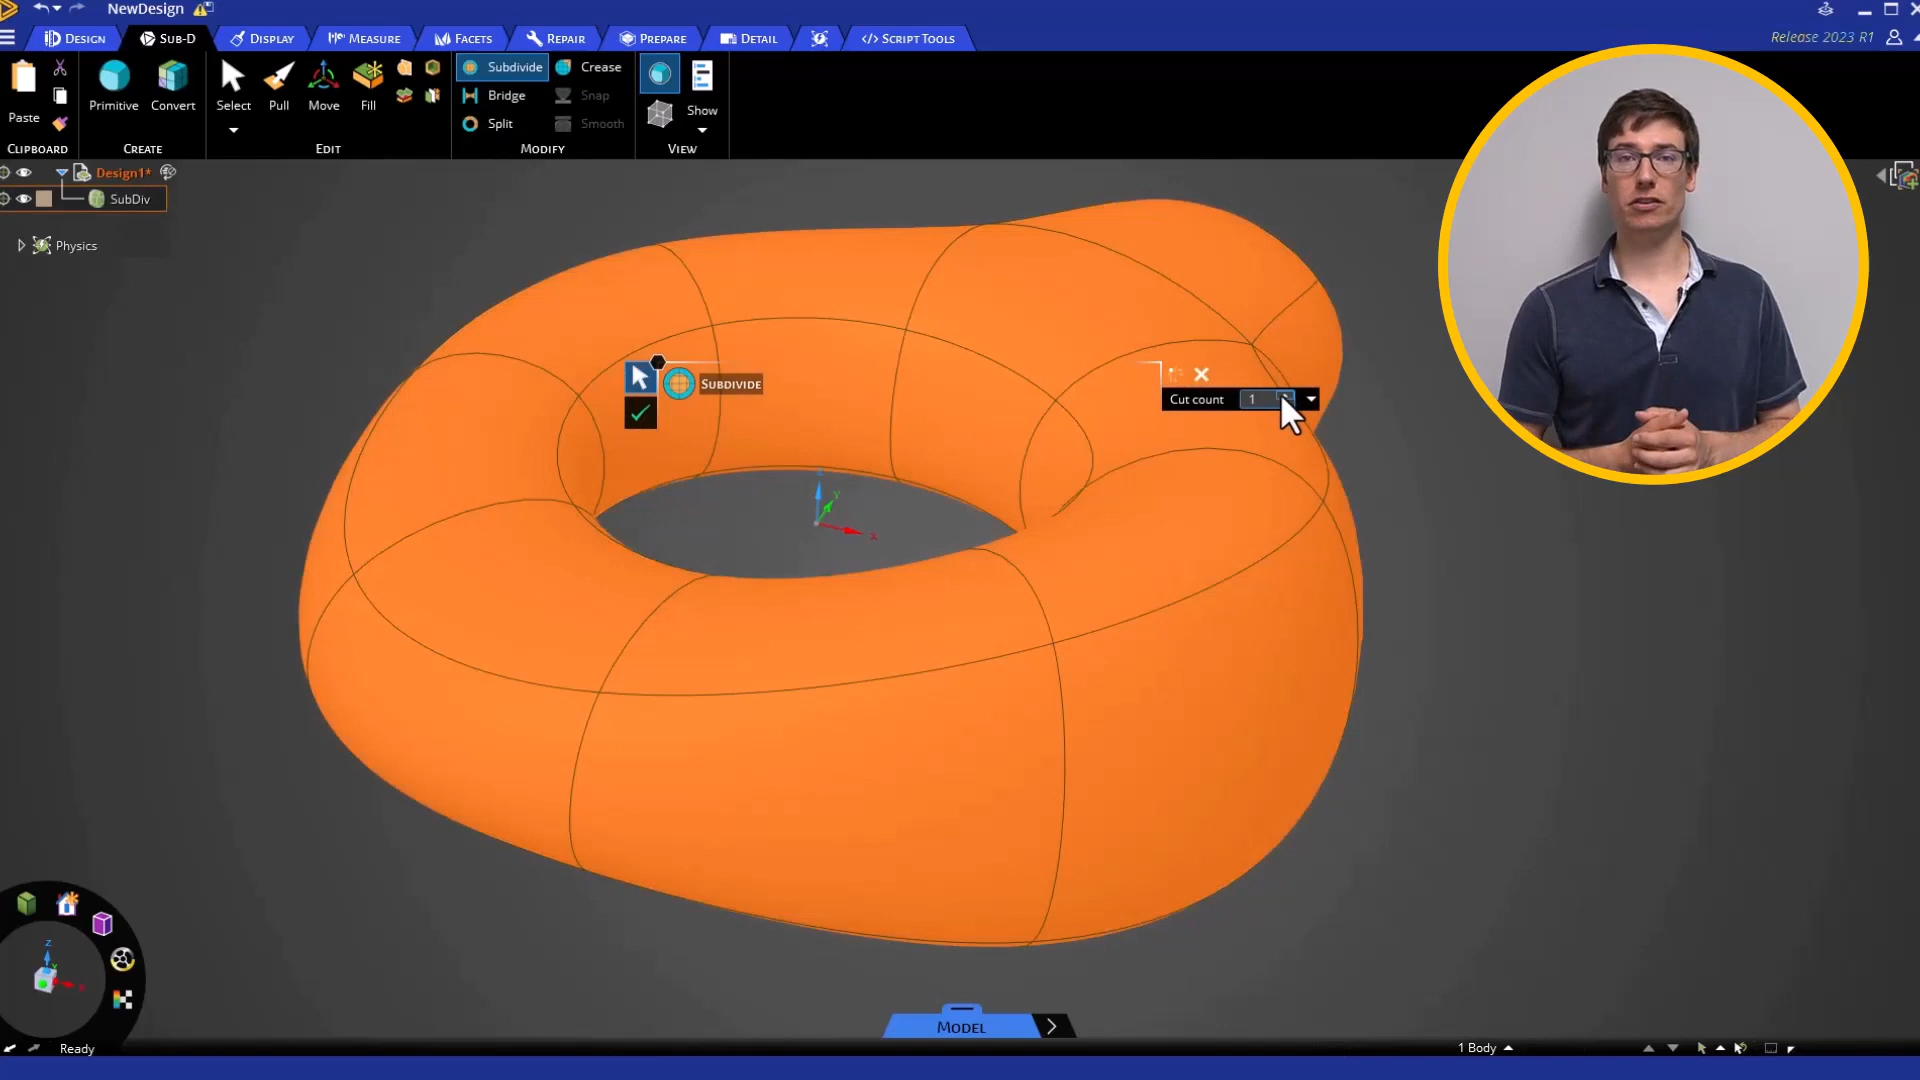 NewDesign
Design
Sub-D
Display
Measure
Facets
Repair
Prepare
Detail
</> Script Tools
Release 2023 R1
Paste
Primitive
Convert
Select
Pull
Move
Fill
Subdivide
Crease
Bridge
Snap
Split
Smooth
Show
Clipboard
Create
Edit
Modify
View
Design1*
SubDiv
Physics
Subdivide
Cut count
1
Z
Y
X
Z
Y
X
Model
Ready
1 Body